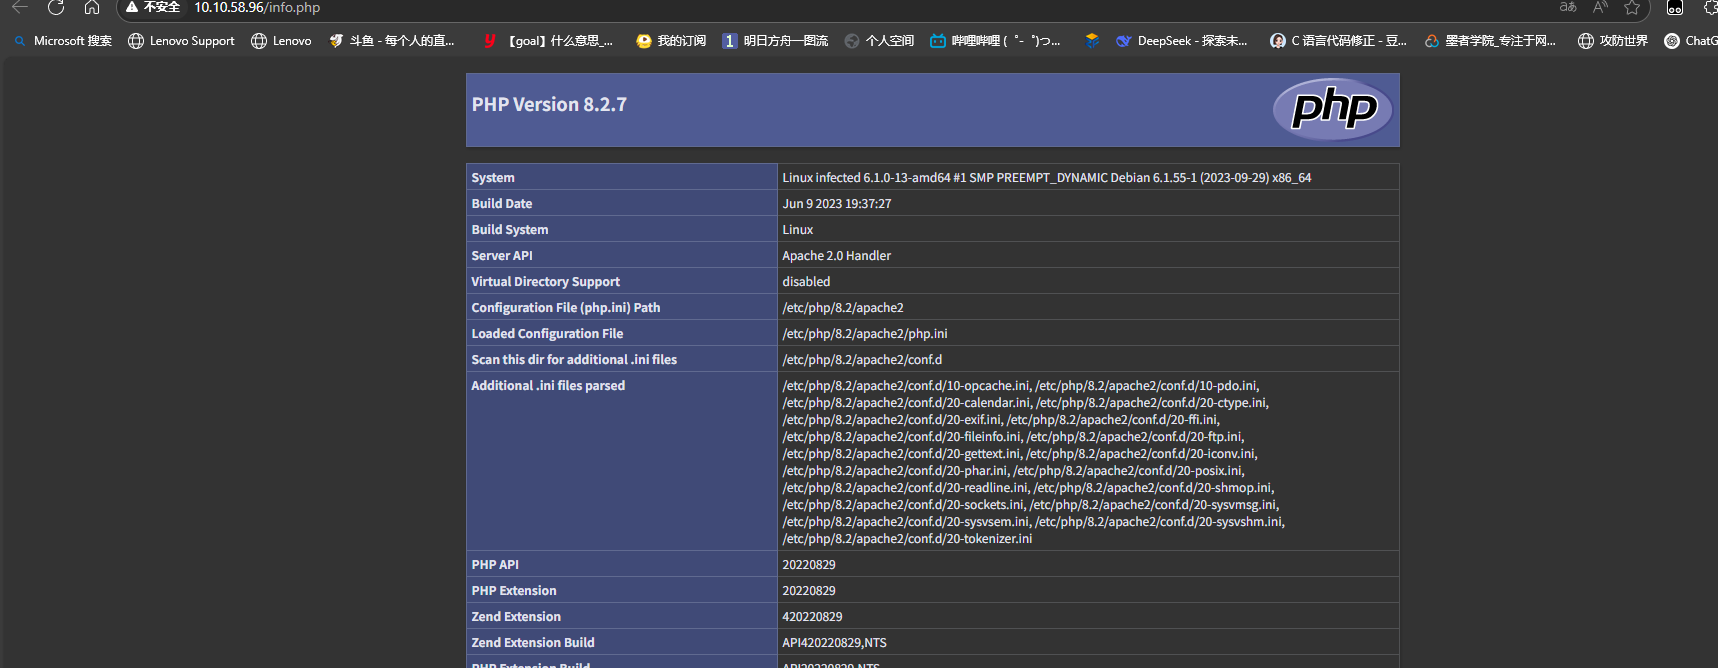 不安全 10.10.58.96/info.php
Microsoft 搜索 Lenovo Support Lenovo 斗鱼 - 每个人的直... 【goal】什么意思_... 我的订阅 明日方舟一图流 个人空间 哔哩哔哩 ( ゜- ゜)つ... DeepSeek - 探索未... C 语言代码修正 - 豆... 墨者学院_专注于网... 攻防世界 ChatG
PHP Version 8.2.7
php
System Linux infected 6.1.0-13-amd64 #1 SMP PREEMPT_DYNAMIC Debian 6.1.55-1 (2023-09-29) x86_64
Build Date Jun 9 2023 19:37:27
Build System Linux
Server API Apache 2.0 Handler
Virtual Directory Support disabled
Configuration File (php.ini) Path /etc/php/8.2/apache2
Loaded Configuration File /etc/php/8.2/apache2/php.ini
Scan this dir for additional .ini files /etc/php/8.2/apache2/conf.d
Additional .ini files parsed /etc/php/8.2/apache2/conf.d/10-opcache.ini, /etc/php/8.2/apache2/conf.d/10-pdo.ini,
/etc/php/8.2/apache2/conf.d/20-calendar.ini, /etc/php/8.2/apache2/conf.d/20-ctype.ini,
/etc/php/8.2/apache2/conf.d/20-exif.ini, /etc/php/8.2/apache2/conf.d/20-ffi.ini,
/etc/php/8.2/apache2/conf.d/20-fileinfo.ini, /etc/php/8.2/apache2/conf.d/20-ftp.ini,
/etc/php/8.2/apache2/conf.d/20-gettext.ini, /etc/php/8.2/apache2/conf.d/20-iconv.ini,
/etc/php/8.2/apache2/conf.d/20-phar.ini, /etc/php/8.2/apache2/conf.d/20-posix.ini,
/etc/php/8.2/apache2/conf.d/20-readline.ini, /etc/php/8.2/apache2/conf.d/20-shmop.ini,
/etc/php/8.2/apache2/conf.d/20-sockets.ini, /etc/php/8.2/apache2/conf.d/20-sysvmsg.ini,
/etc/php/8.2/apache2/conf.d/20-sysvsem.ini, /etc/php/8.2/apache2/conf.d/20-sysvshm.ini,
/etc/php/8.2/apache2/conf.d/20-tokenizer.ini
PHP API 20220829
PHP Extension 20220829
Zend Extension 420220829
Zend Extension Build API420220829,NTS
PHP Extension Build API20220829,NTS